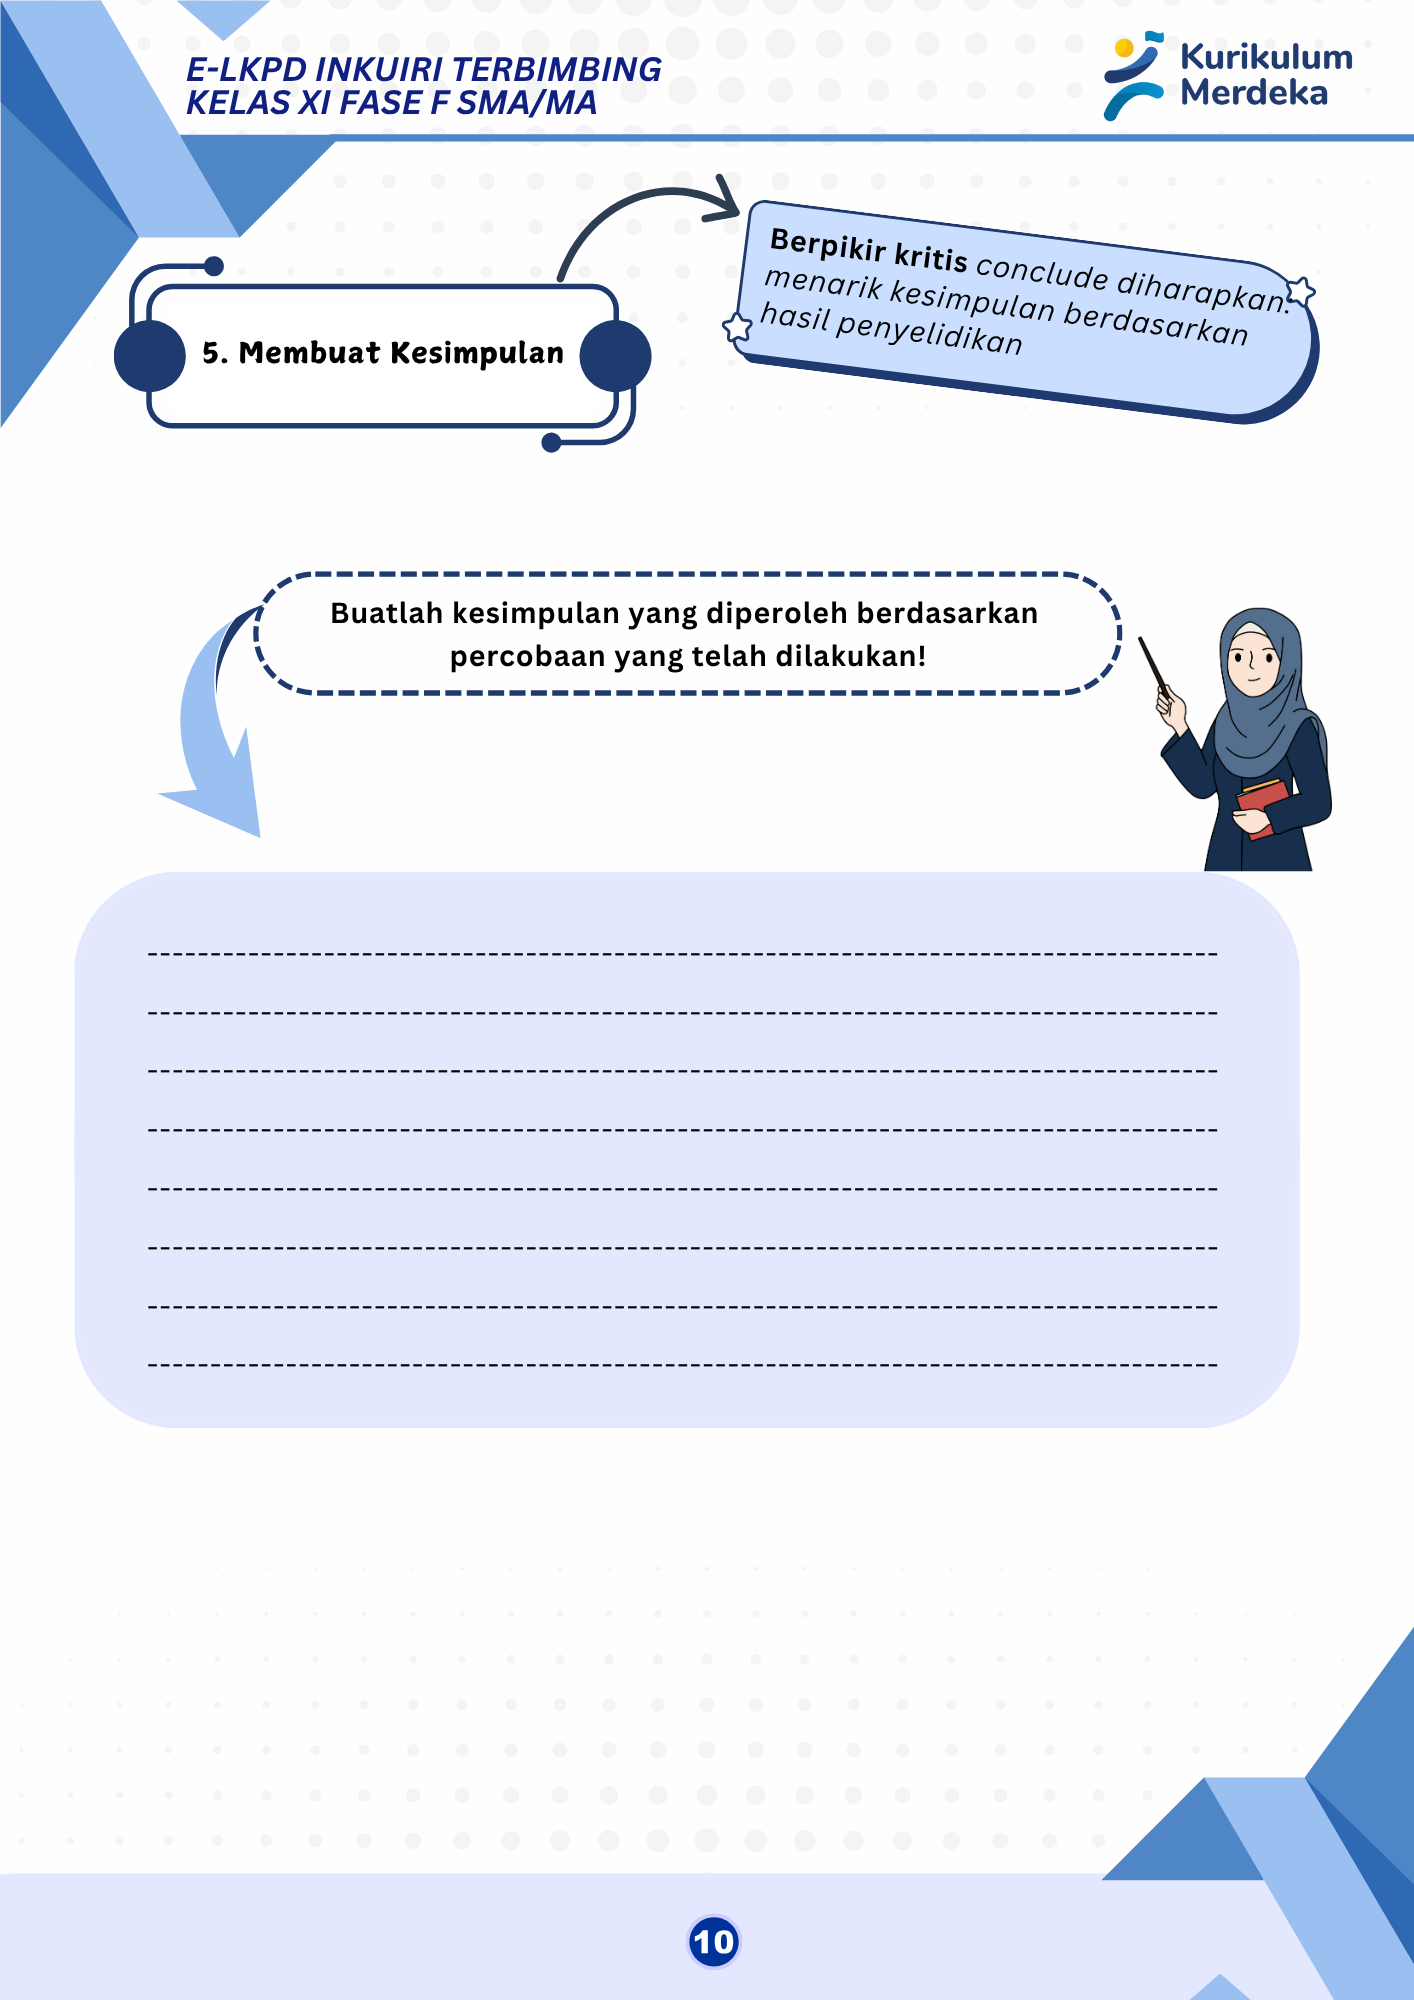 E-LKPD INKUIRI TERBIMBING
KELAS XI FASE F SMA/MA
Kurikulum
Merdeka
5. Membuat Kesimpulan
Berpikir kritis conclude diharapkan:
menarik kesimpulan berdasarkan
hasil penyelidikan
Buatlah kesimpulan yang diperoleh berdasarkan
percobaan yang telah dilakukan!
10